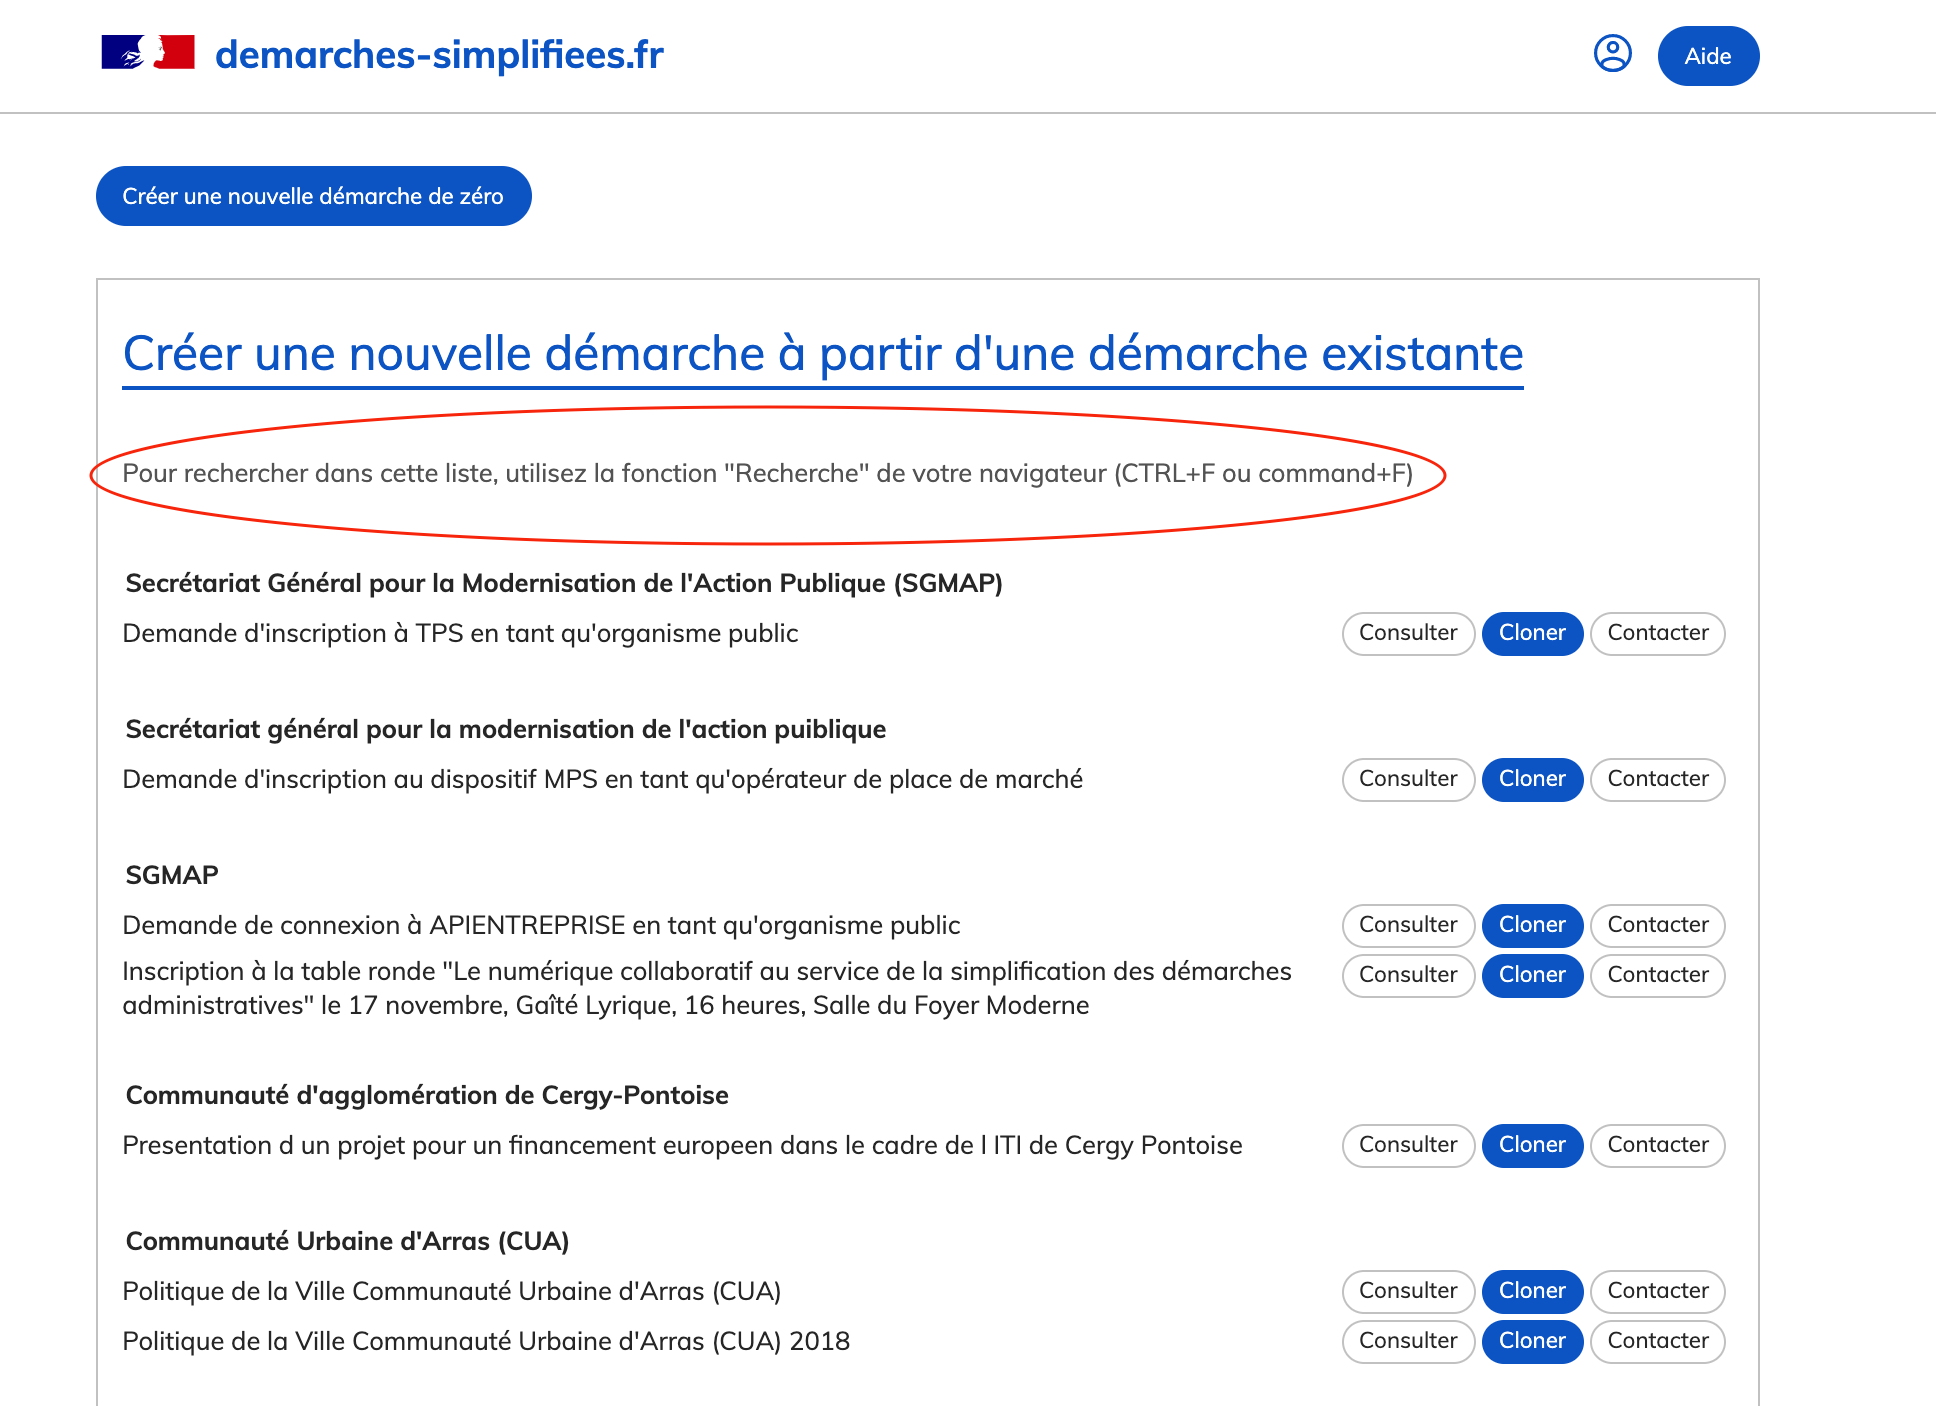 demarches-simplifiees.fr
Aide
Créer une nouvelle démarche de zéro
Créer une nouvelle démarche à partir d'une démarche existante
Pour rechercher dans cette liste, utilisez la fonction "Recherche" de votre navigateur (CTRL+F ou command+F)
Secrétariat Général pour la Modernisation de l'Action Publique (SGMAP)
Demande d'inscription à TPS en tant qu'organisme public Consulter Cloner Contacter
Secrétariat général pour la modernisation de l'action puiblique
Demande d'inscription au dispositif MPS en tant qu'opérateur de place de marché Consulter Cloner Contacter
SGMAP
Demande de connexion à APIENTREPRISE en tant qu'organisme public Consulter Cloner Contacter
Inscription à la table ronde "Le numérique collaboratif au service de la simplification des démarches Consulter Cloner Contacter
administratives" le 17 novembre, Gaîté Lyrique, 16 heures, Salle du Foyer Moderne
Communauté d'agglomération de Cergy-Pontoise
Presentation d un projet pour un financement europeen dans le cadre de l ITI de Cergy Pontoise Consulter Cloner Contacter
Communauté Urbaine d'Arras (CUA)
Politique de la Ville Communauté Urbaine d'Arras (CUA) Consulter Cloner Contacter
Politique de la Ville Communauté Urbaine d'Arras (CUA) 2018 Consulter Cloner Contacter